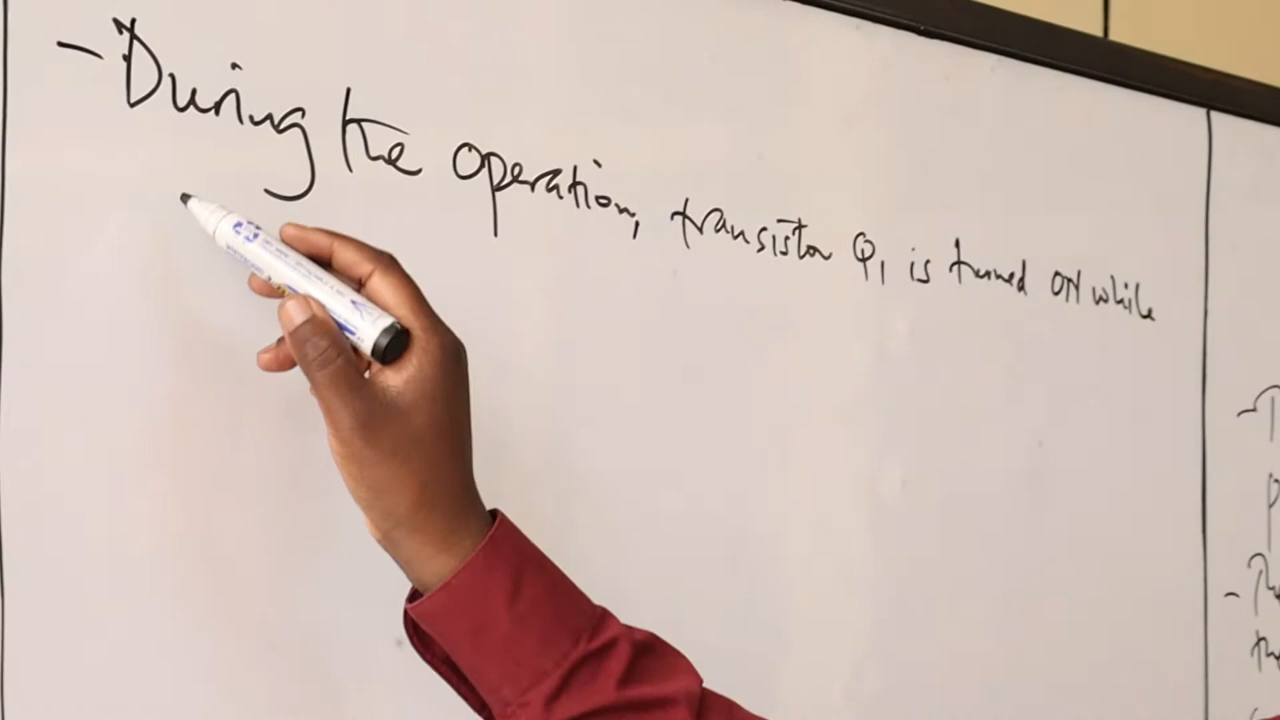 - During the operation, transistor Q₁ is turned ON while